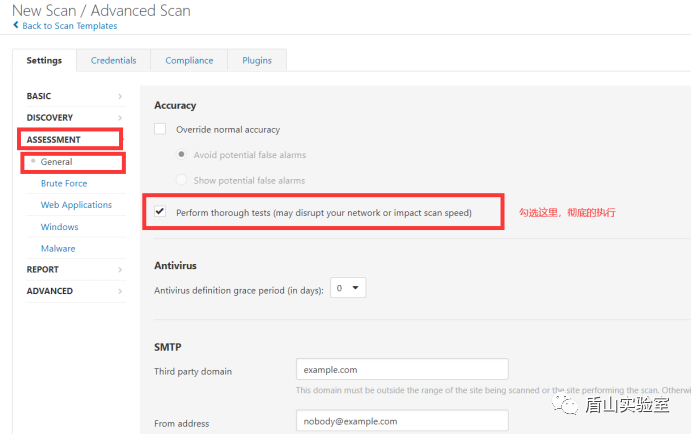 New Scan / Advanced Scan
Back to Scan Templates
Settings
Credentials
Compliance
Plugins
BASIC
DISCOVERY
ASSESSMENT
General
Brute Force
Web Applications
Windows
Malware
REPORT
ADVANCED
Accuracy
Override normal accuracy
Avoid potential false alarms
Show potential false alarms
Perform thorough tests (may disrupt your network or impact scan speed)
勾选这里，彻底的执行
Antivirus
Antivirus definition grace period (in days):
0
SMTP
Third party domain
example.com
This domain must be outside the range of the site being scanned or the site performing the scan. Otherwi
From address
nobody@example.com
盾山实验室